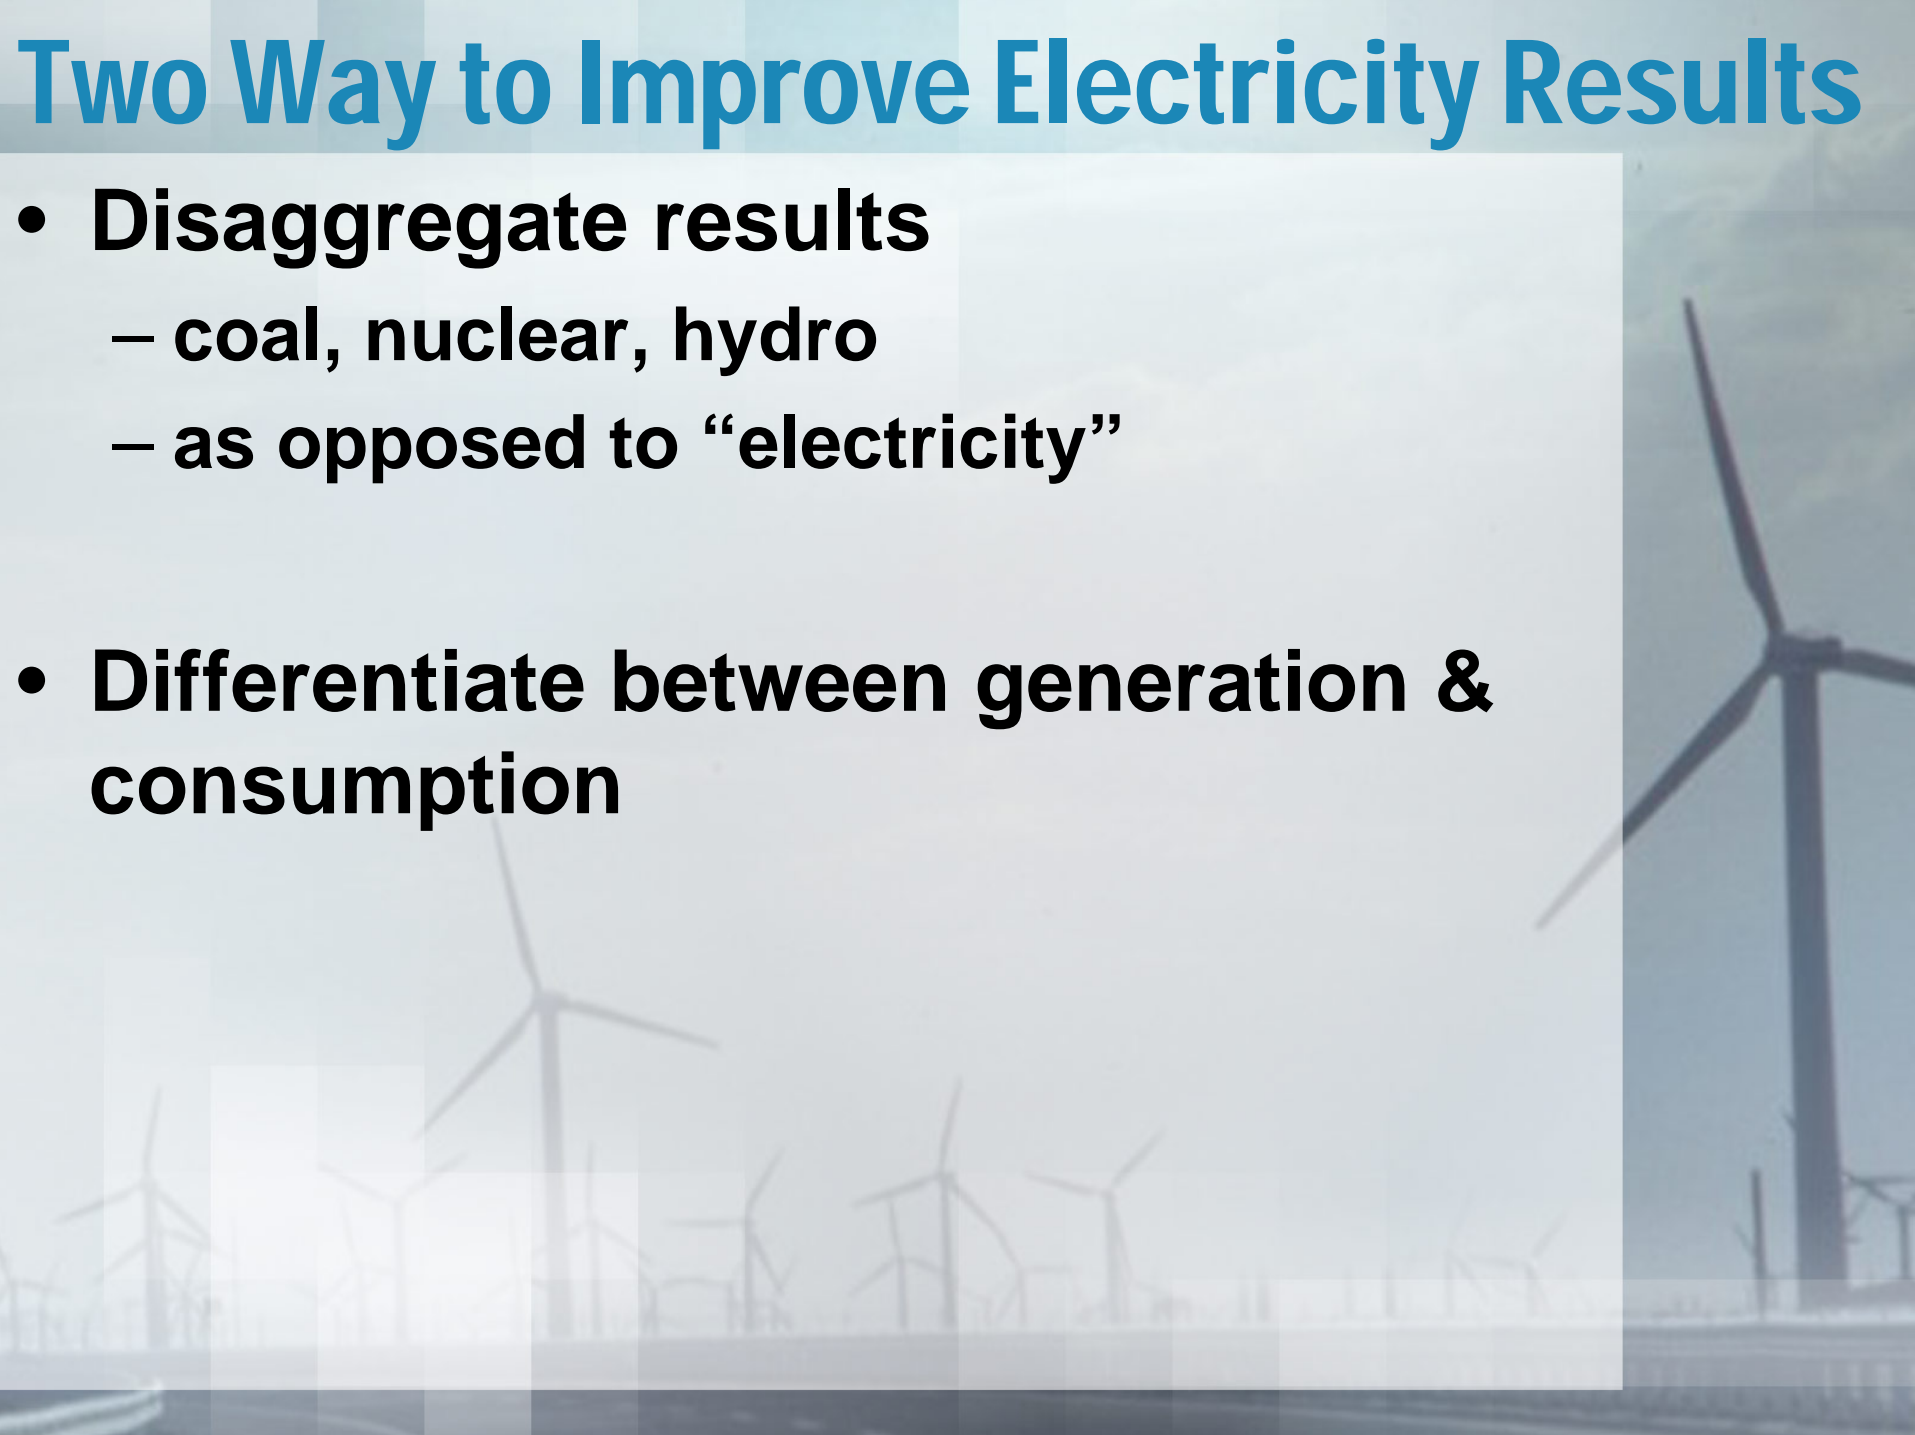 Two Way to Improve Electricity Results
• Disaggregate results
– coal, nuclear, hydro
– as opposed to “electricity”
• Differentiate between generation &
consumption